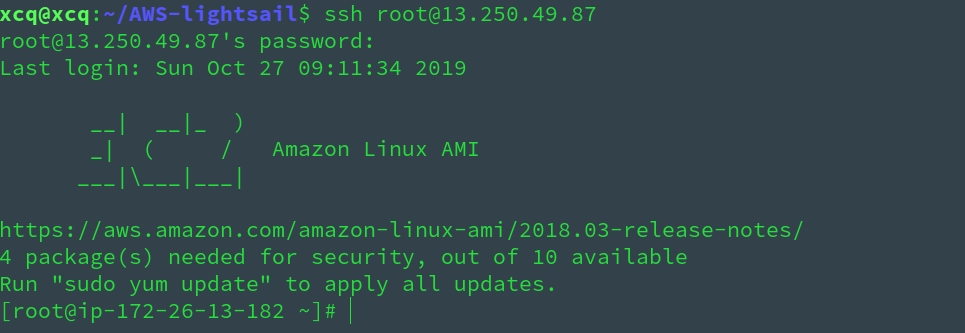 xcq@xcq:~/AWS-lightsail$ ssh root@13.250.49.87
root@13.250.49.87's password:
Last login: Sun Oct 27 09:11:34 2019
       __|  __|_  )
       _|  (     /   Amazon Linux AMI
      ___|\___|___|
https://aws.amazon.com/amazon-linux-ami/2018.03-release-notes/
4 package(s) needed for security, out of 10 available
Run "sudo yum update" to apply all updates.
[root@ip-172-26-13-182 ~]#